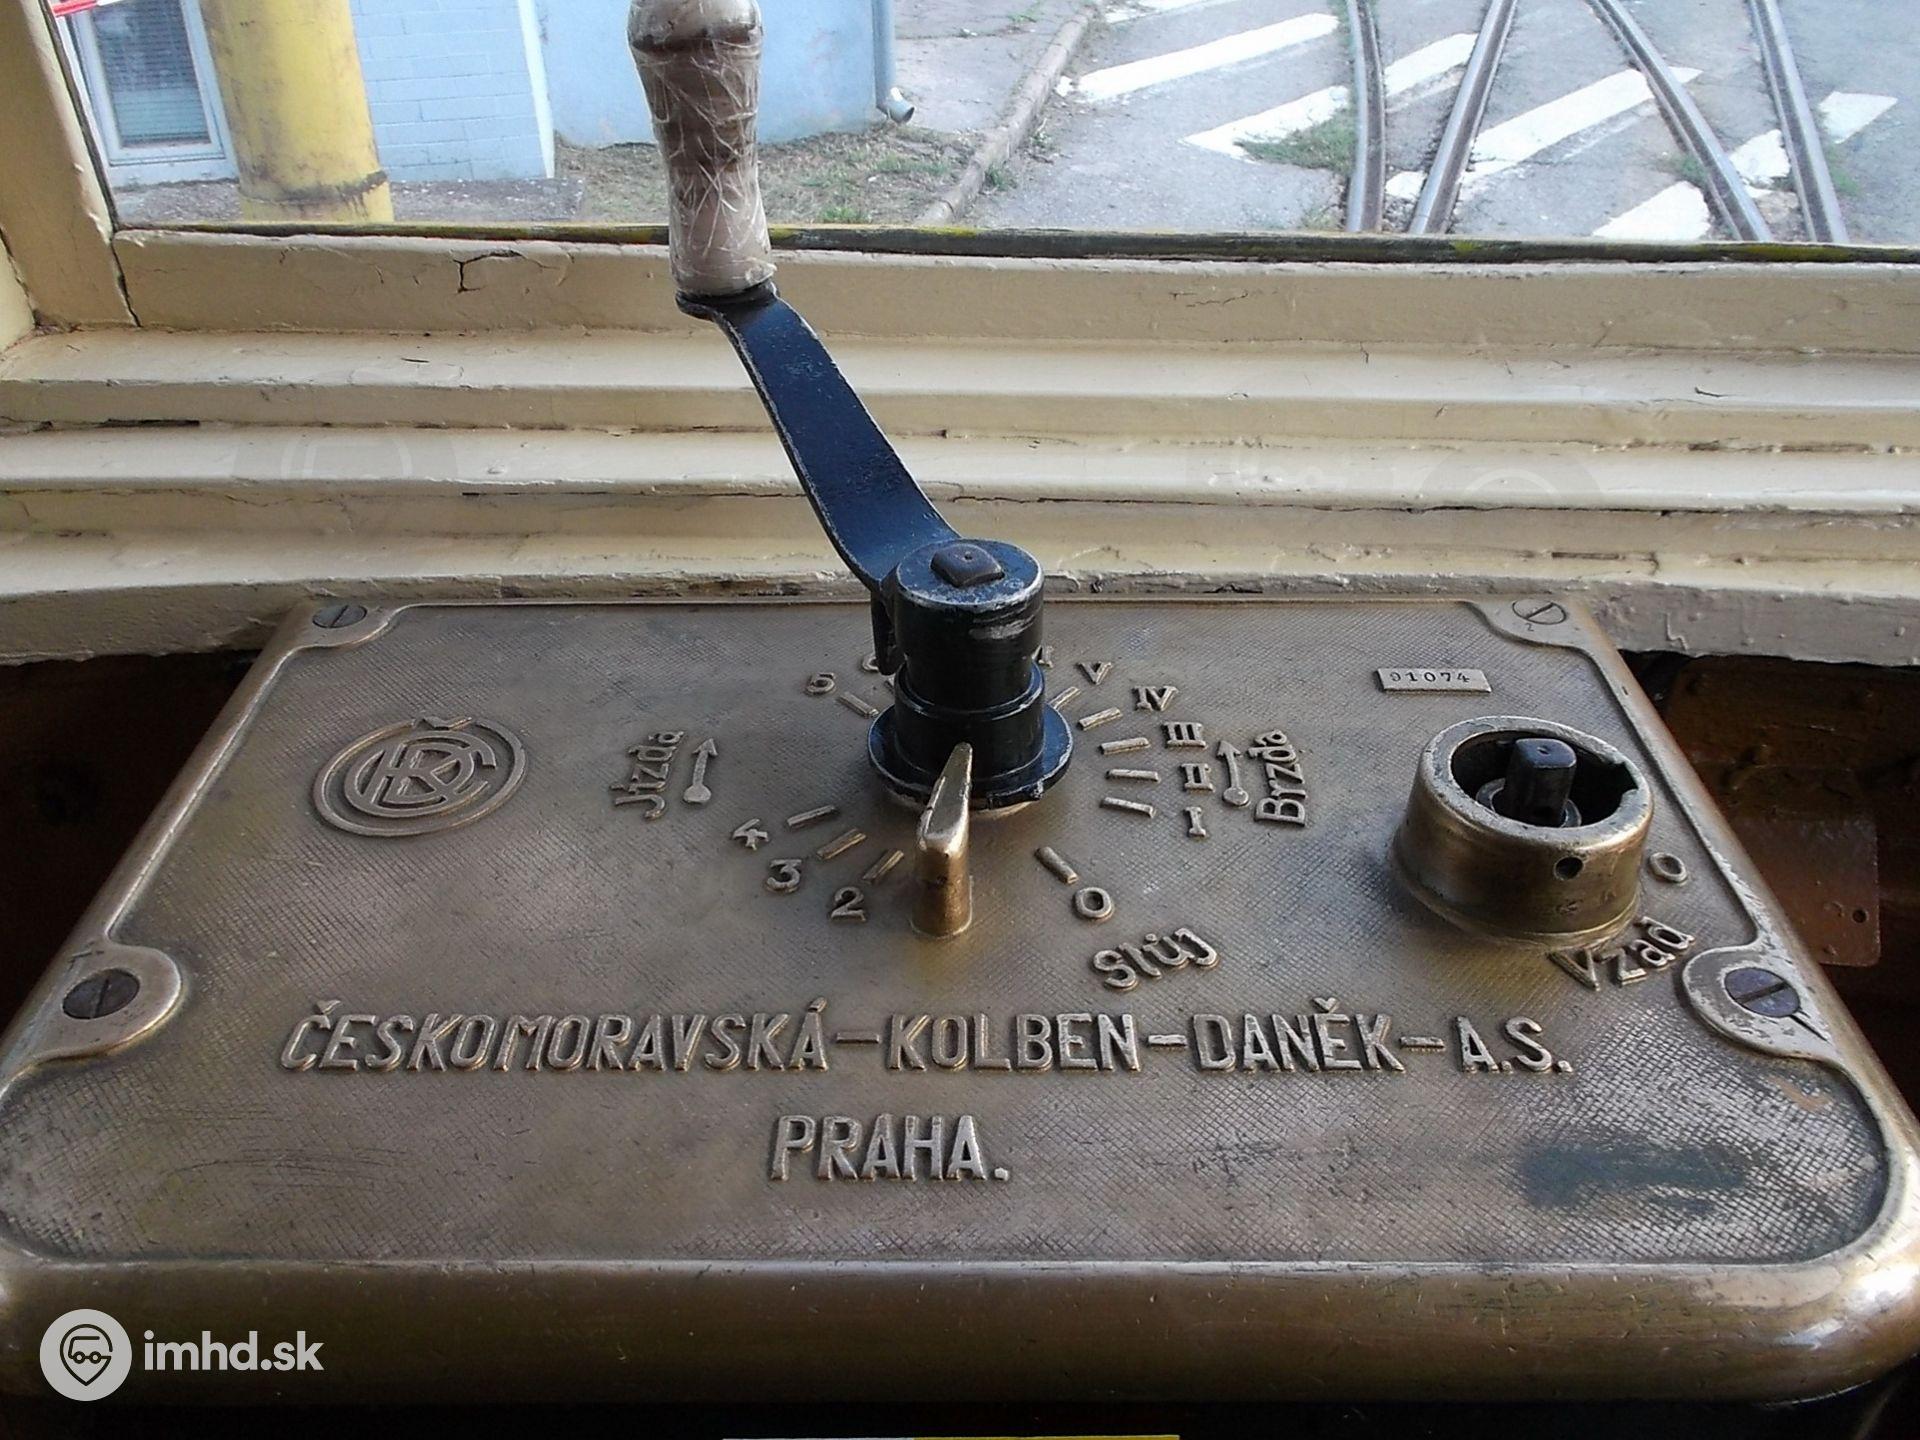 5
V
IV
III
II
I
91074
Jízda
Brzda
ČKD
4
3
2
0
Stůj
0
Vzad
ČESKOMORAVSKÁ-KOLBEN-DANĚK-A.S.
PRAHA.
imhd.sk